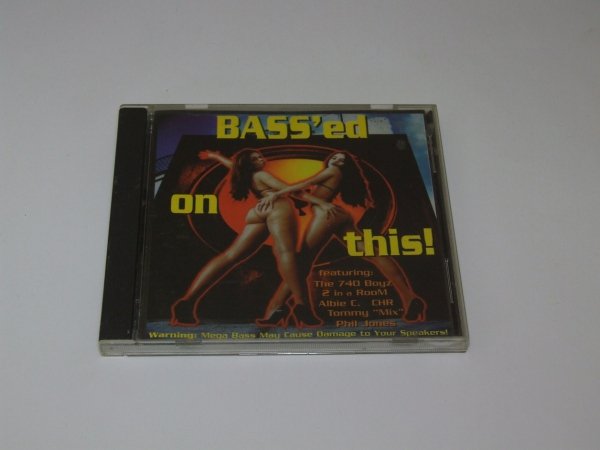 BASS'ed
on
this!
featuring:
The 740 Boyz
2 in a RooM
Albie C. CHR
Tommy "Mix"
Phil Jones
Warning: Mega Bass May Cause Damage to Your Speakers!